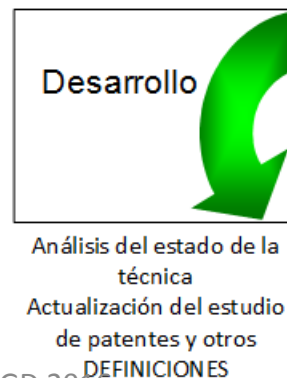 Desarrollo
Análisis del estado de la
técnica
Actualización del estudio
de patentes y otros
DEFINICIONES